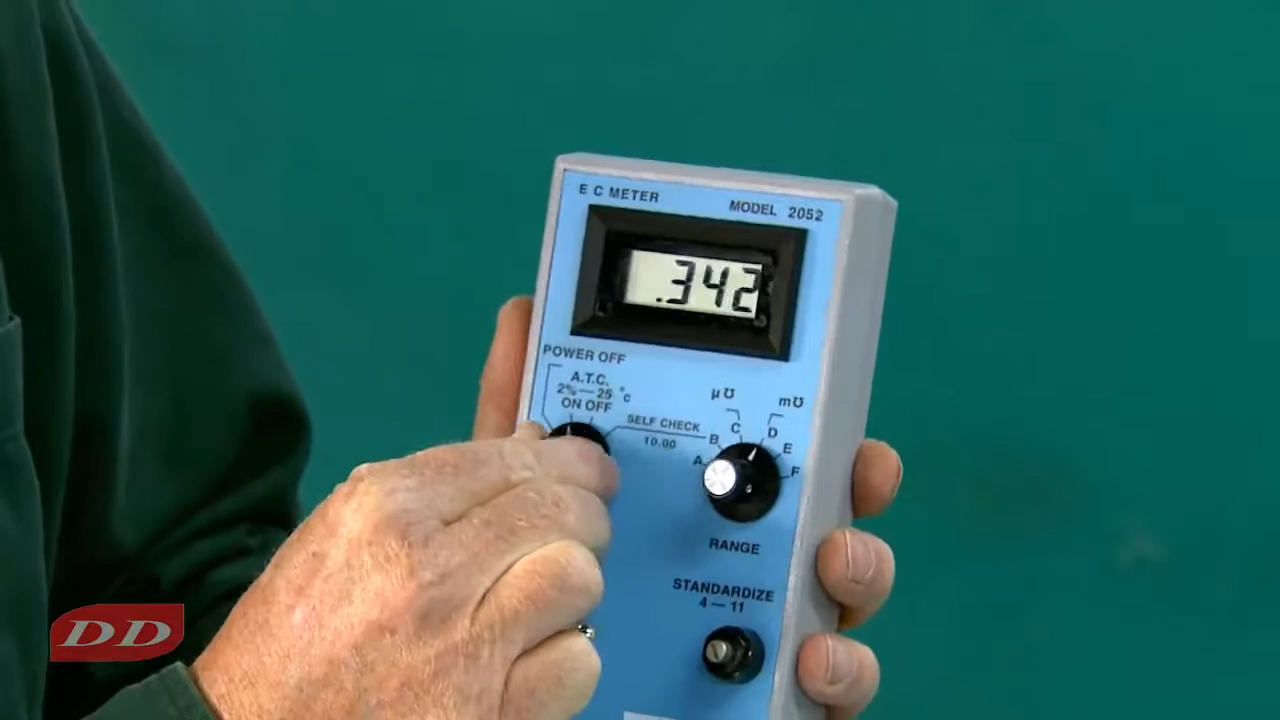 E C METER
MODEL 2052
.342
POWER OFF
A.T.C.
2%—25 °C
ON OFF
SELF CHECK
10.00
µ℧
m℧
A
B
C
D
E
F
RANGE
STANDARDIZE
4—11
DD